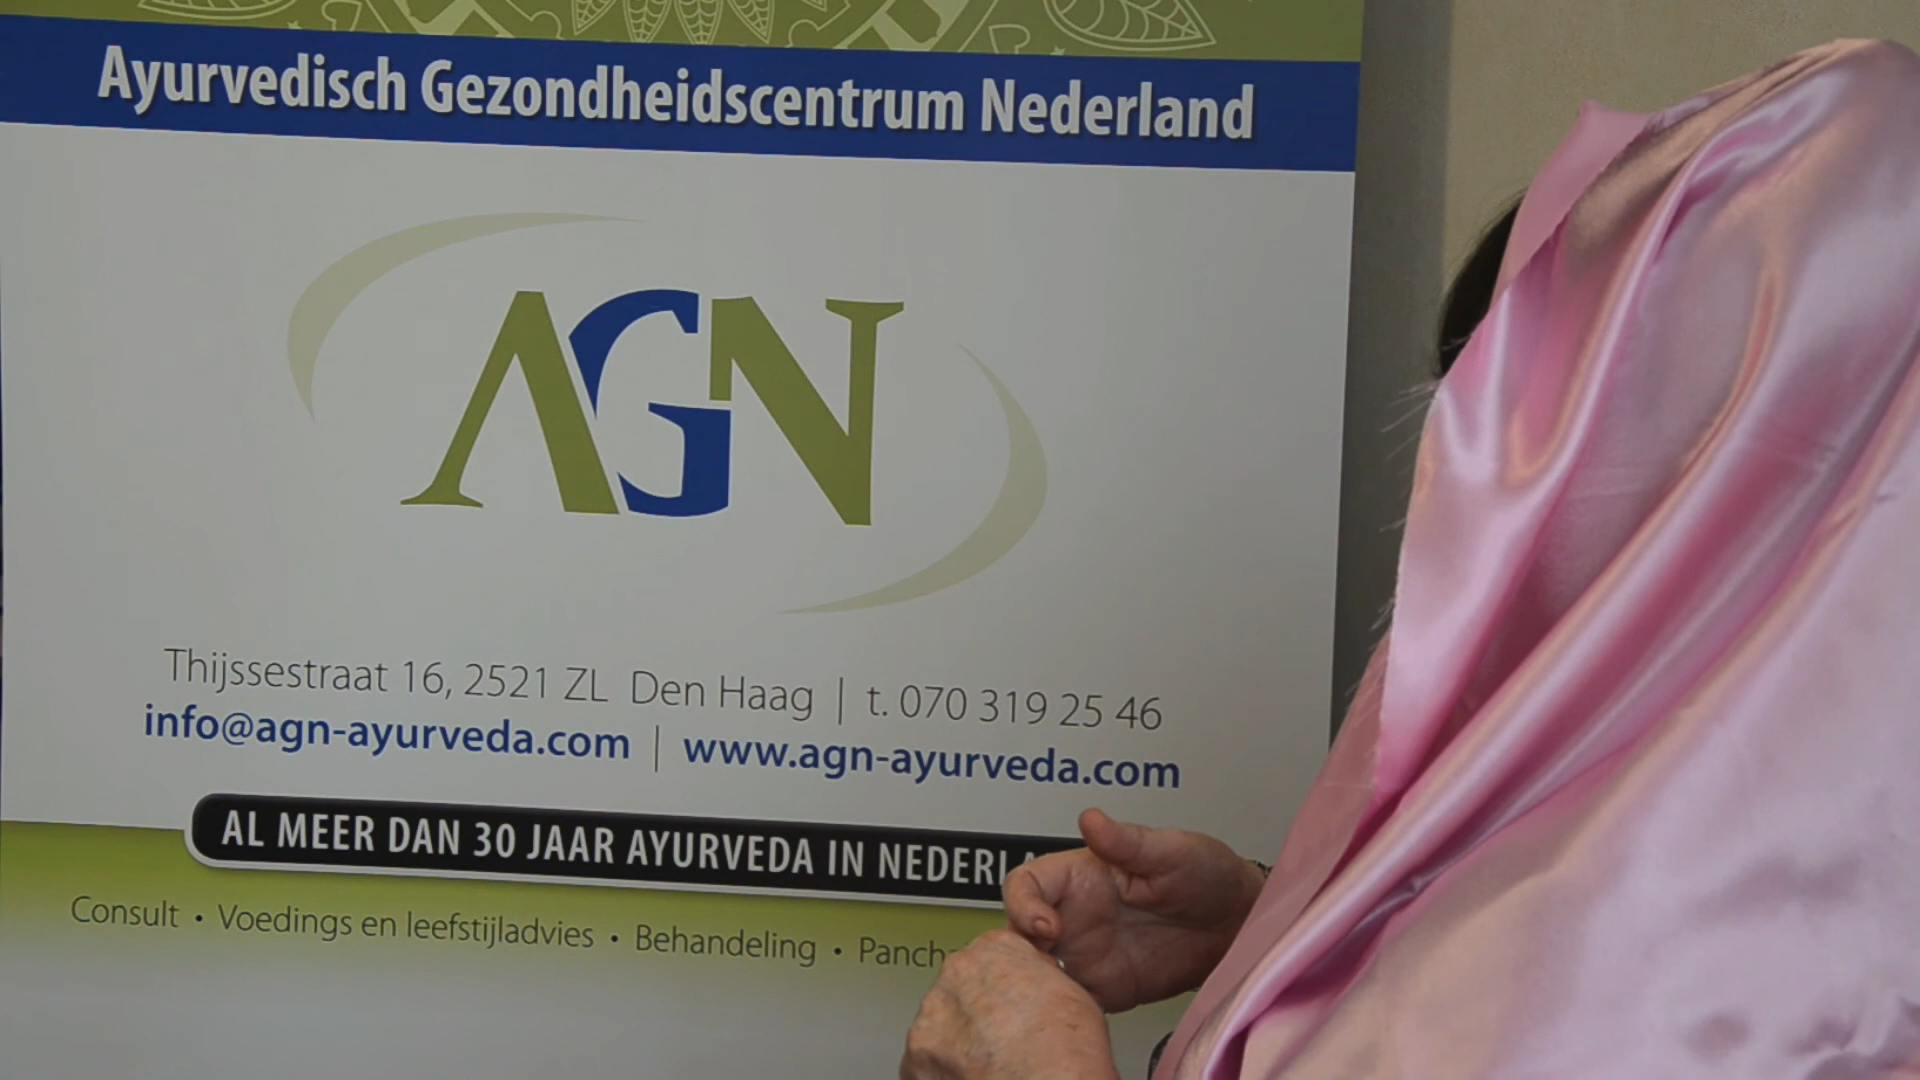 Ayurvedisch Gezondheidscentrum Nederland
AGN
Thijssestraat 16, 2521 ZL Den Haag | t. 070 319 25 46
info@agn-ayurveda.com | www.agn-ayurveda.com
AL MEER DAN 30 JAAR AYURVEDA IN
Consult • Voedings en leefstijladvies • Behandeling •